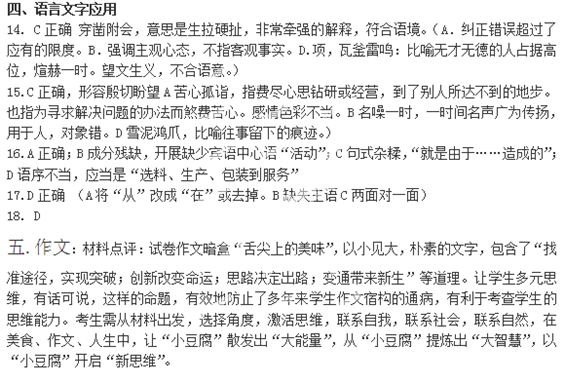 四、语言文字应用
14. C 正确 穿凿附会，意思是生拉硬扯，非常牵强的解释，符合语境。（A．纠正错误超过了
应有的限度。B．强调主观心态，不指客观事实。D.项，瓦釜雷鸣：比喻无才无德的人占据高
位，煊赫一时。望文生义，不合语意。）
15.C 正确，形容殷切盼望 A 苦心孤诣，指费尽心思钻研或经营，到了别人所达不到的地步。
也指为寻求解决问题的办法而煞费苦心。感情色彩不当。B 名噪一时，一时间名声广为传扬，
用于人，对象错。D 雪泥鸿爪，比喻往事留下的痕迹。）
16.A 正确；B 成分残缺，开展缺少宾语中心语“活动”；C 句式杂糅，“就是由于……造成的”；
D 语序不当，应当是“选料、生产、包装到服务”
17.D 正确 （A 将“从”改成“在”或去掉。B 缺失主语 C 两面对一面）
18. D
五.作文：材料点评：试卷作文暗盒“舌尖上的美味”，以小见大，朴素的文字，包含了“找
准途径，实现突破；创新改变命运；思路决定出路；变通带来新生”等道理。让学生多元思
维，有话可说，这样的命题，有效地防止了多年来学生作文宿构的通病，有利于考查学生的
思维能力。考生需从材料出发，选择角度，激活思维，联系自我，联系社会，联系自然，在
美食、作文、人生中，让“小豆腐”散发出“大能量”，从“小豆腐”提炼出“大智慧”，以
“小豆腐”开启“新思维”。